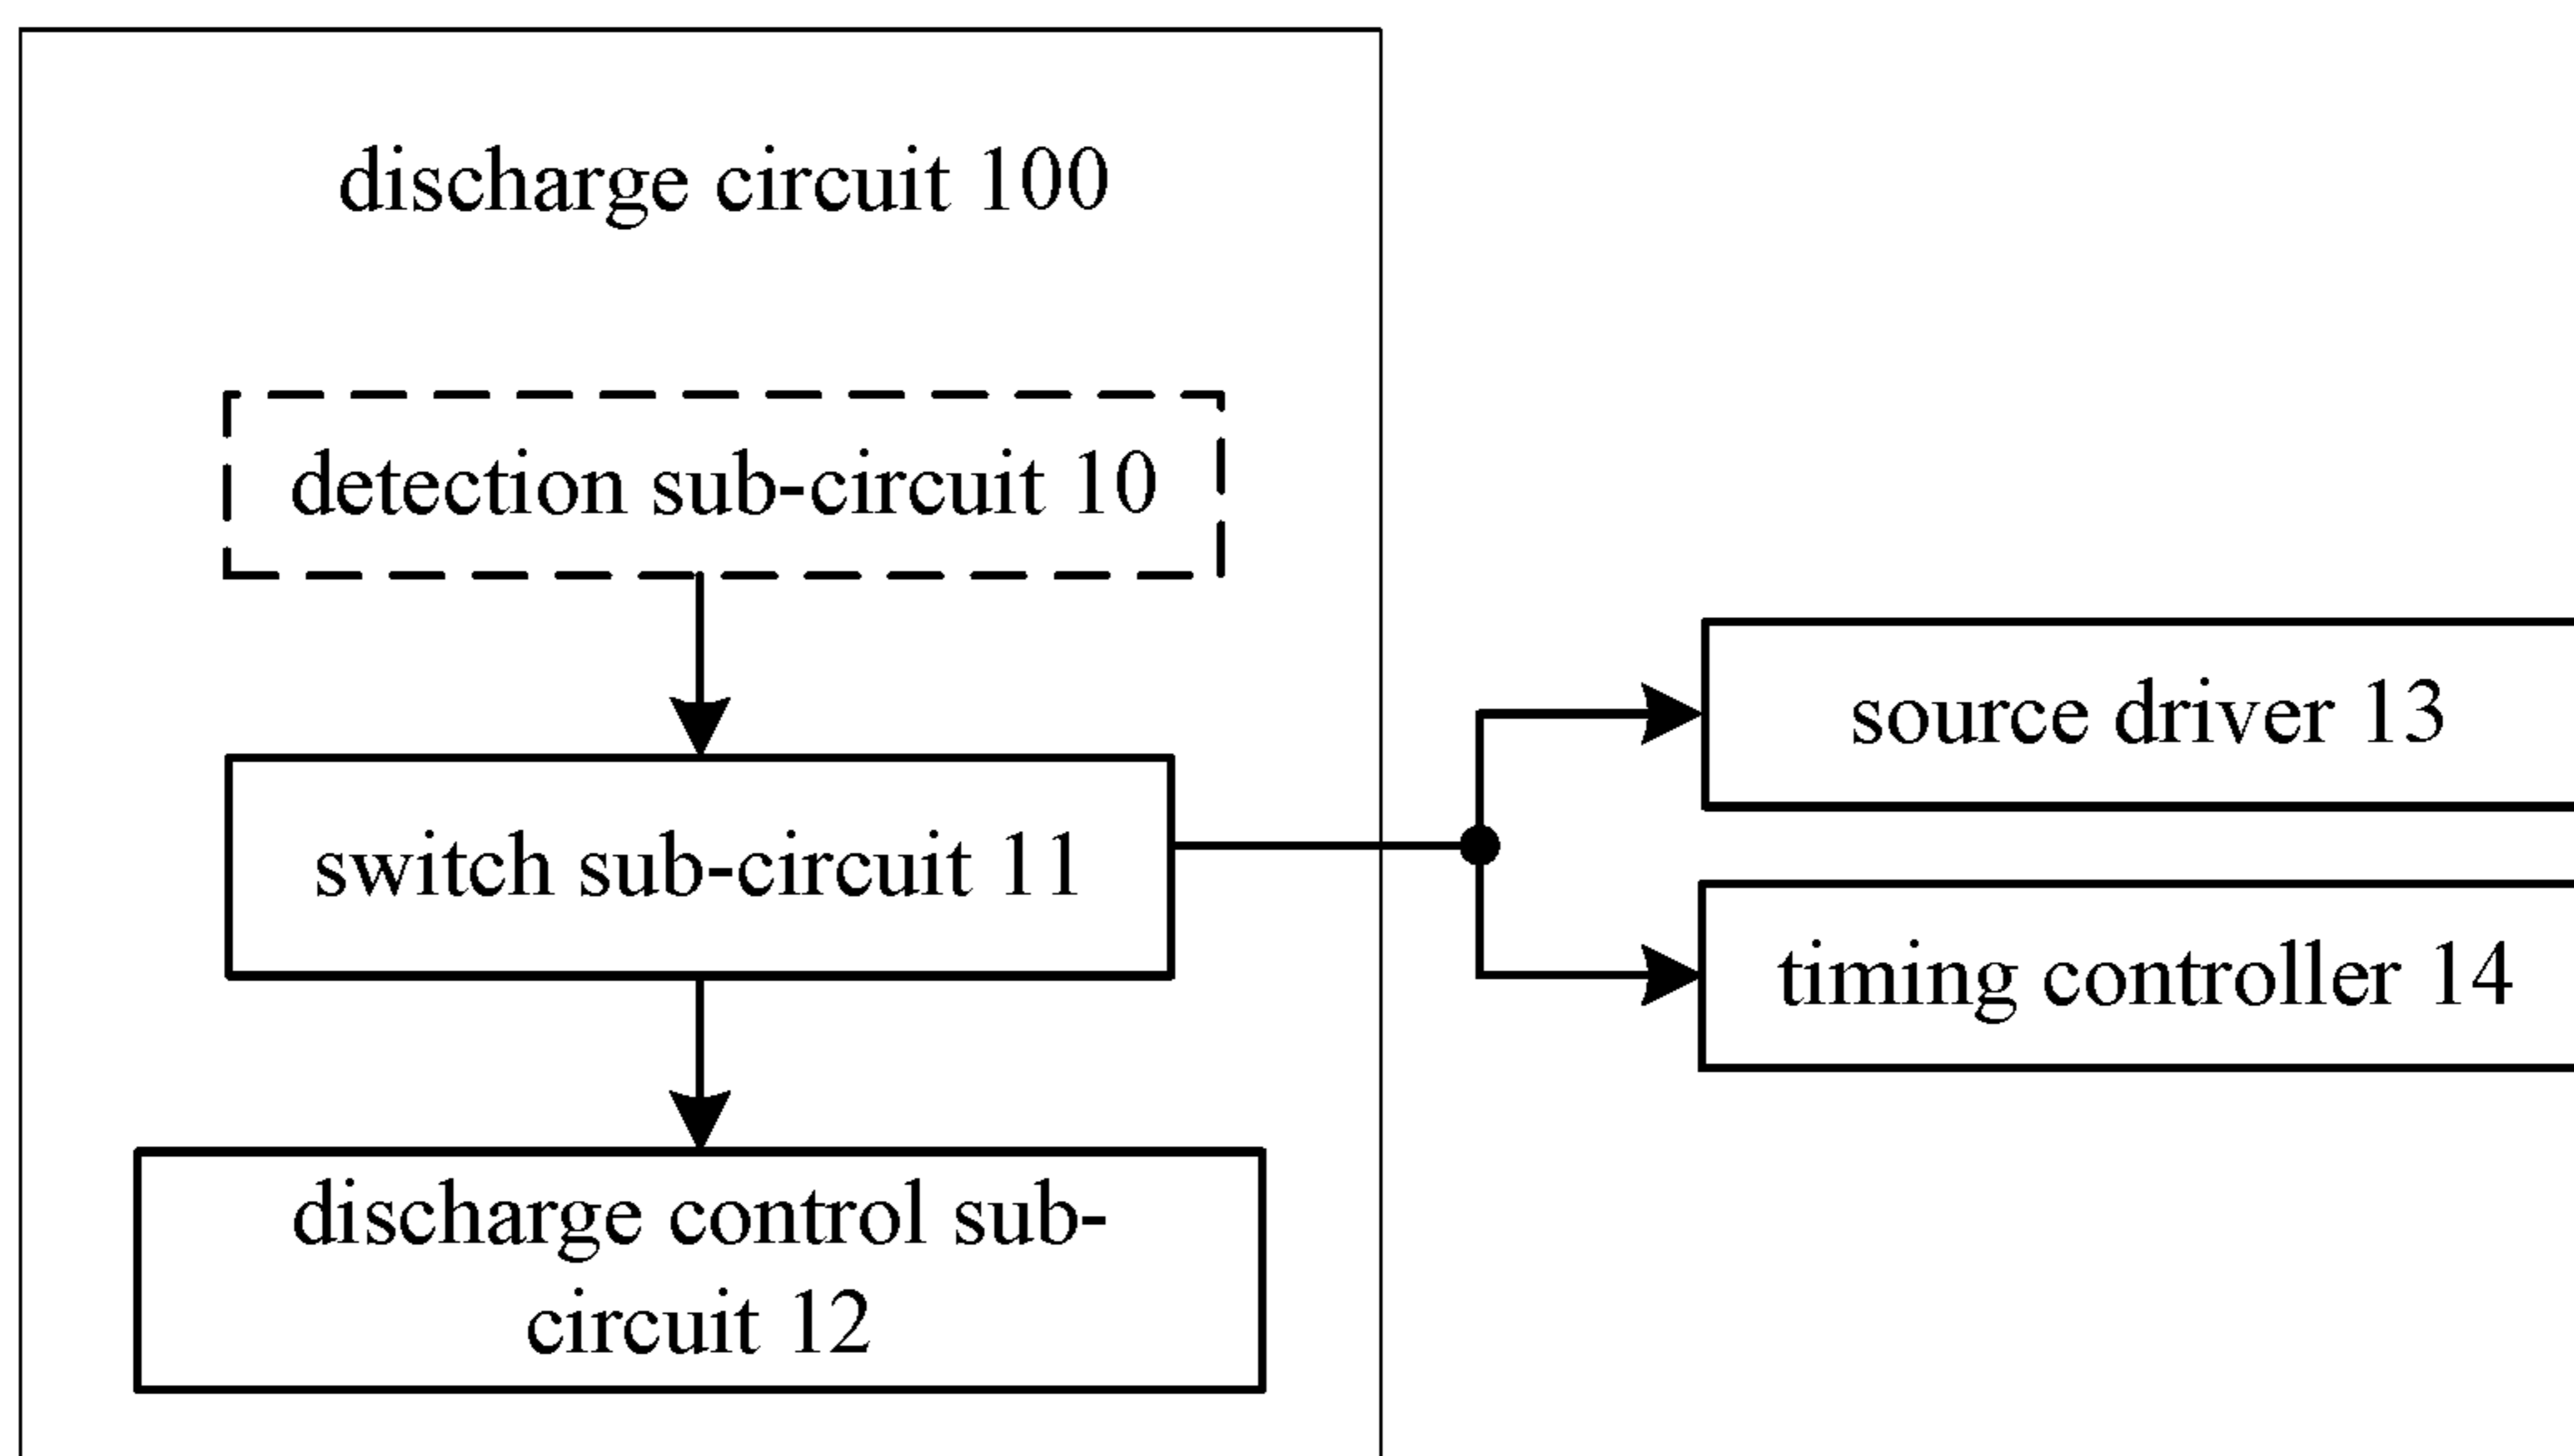 discharge circuit 100
detection sub-circuit 10
switch sub-circuit 11
discharge control sub-
circuit 12
source driver 13
timing controller 14